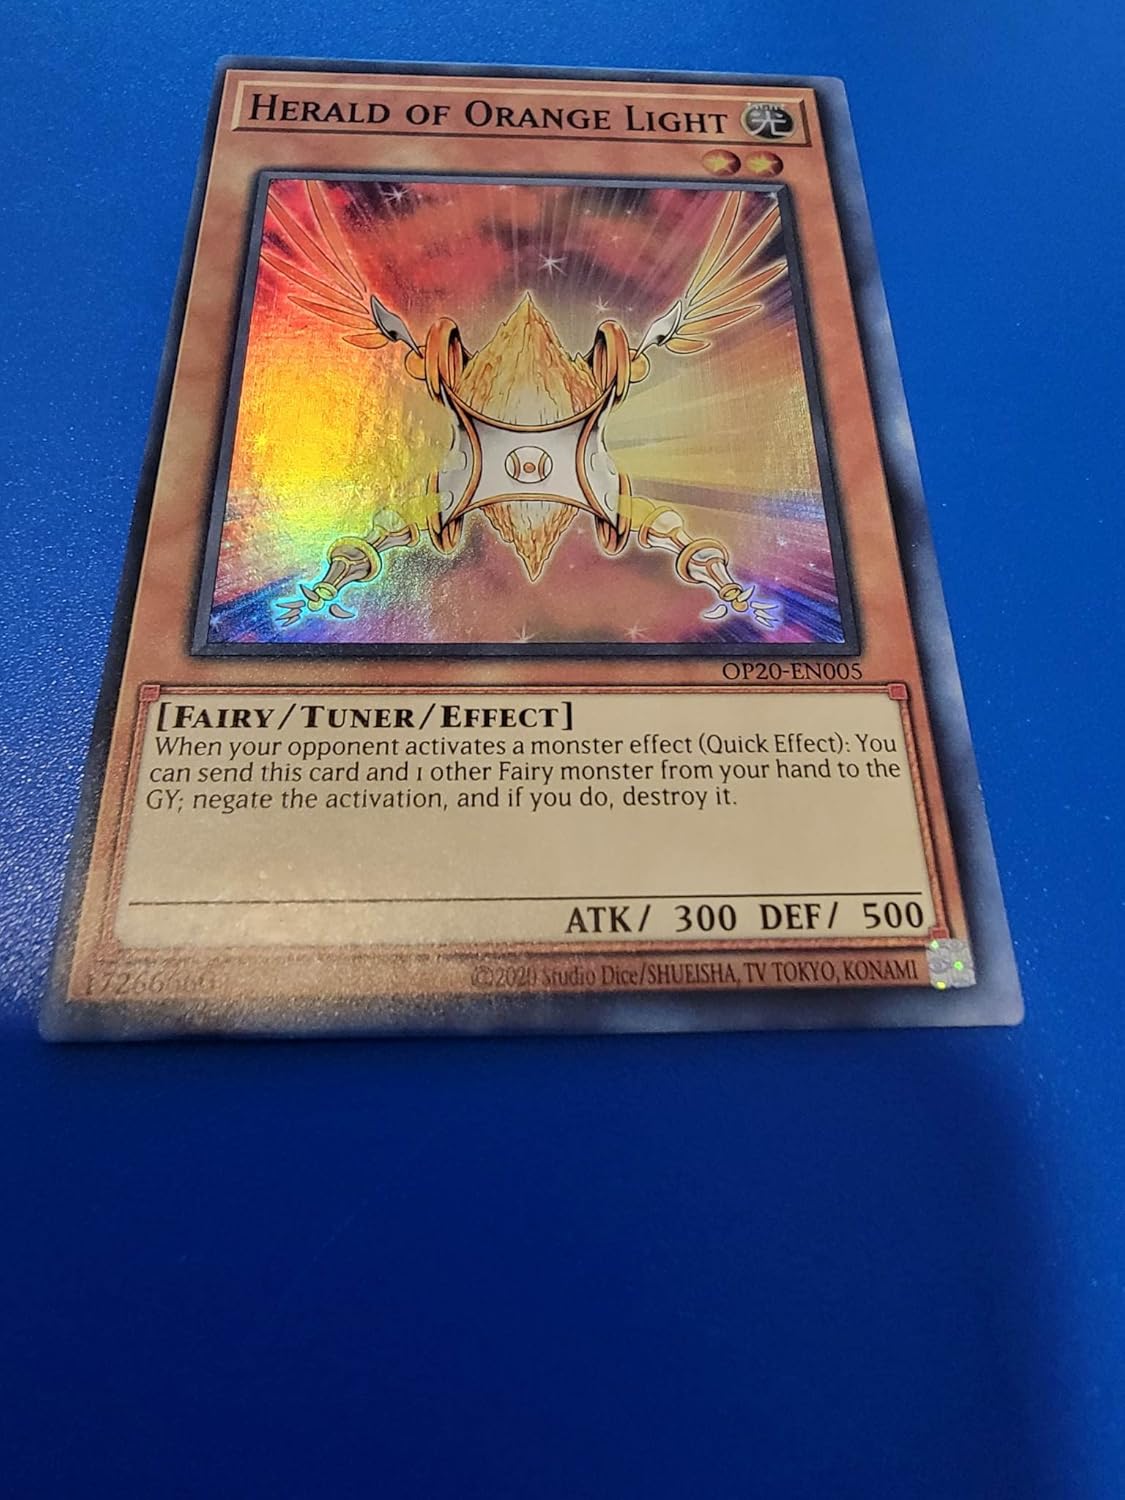 HERALD OF ORANGE LIGHT
LIGHT
光
OP20-EN005
[FAIRY/TUNER/EFFECT]
When your opponent activates a monster effect (Quick Effect): You
can send this card and 1 other Fairy monster from your hand to the
GY; negate the activation, and if you do, destroy it.
ATK/ 300 DEF/ 500
©2020 Studio Dice/SHUEISHA, TV TOKYO, KONAMI